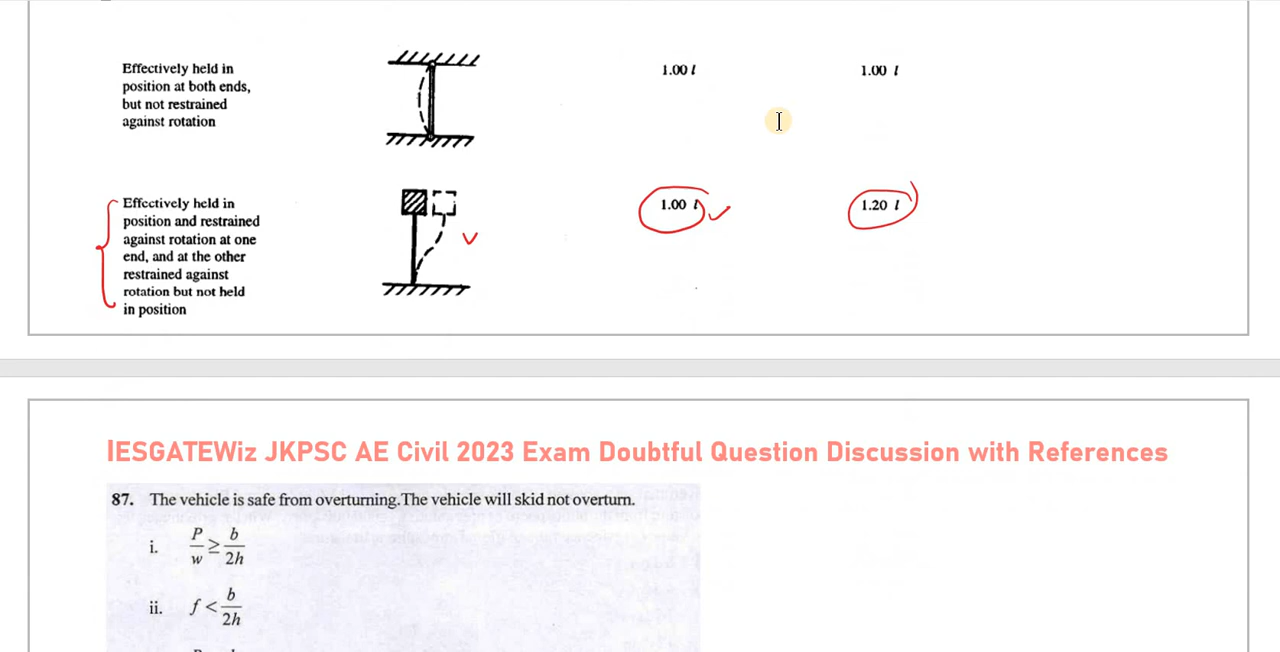 Effectively held in
position at both ends,
but not restrained
against rotation
1.00 l
1.00 l
Effectively held in
position and restrained
against rotation at one
end, and at the other
restrained against
rotation but not held
in position
1.00 l
1.20 l
IESGATEWiz JKPSC AE Civil 2023 Exam Doubtful Question Discussion with References
87. The vehicle is safe from overturning.The vehicle will skid not overturn.
i. P/w ≥ b/2h
ii. f < b/2h